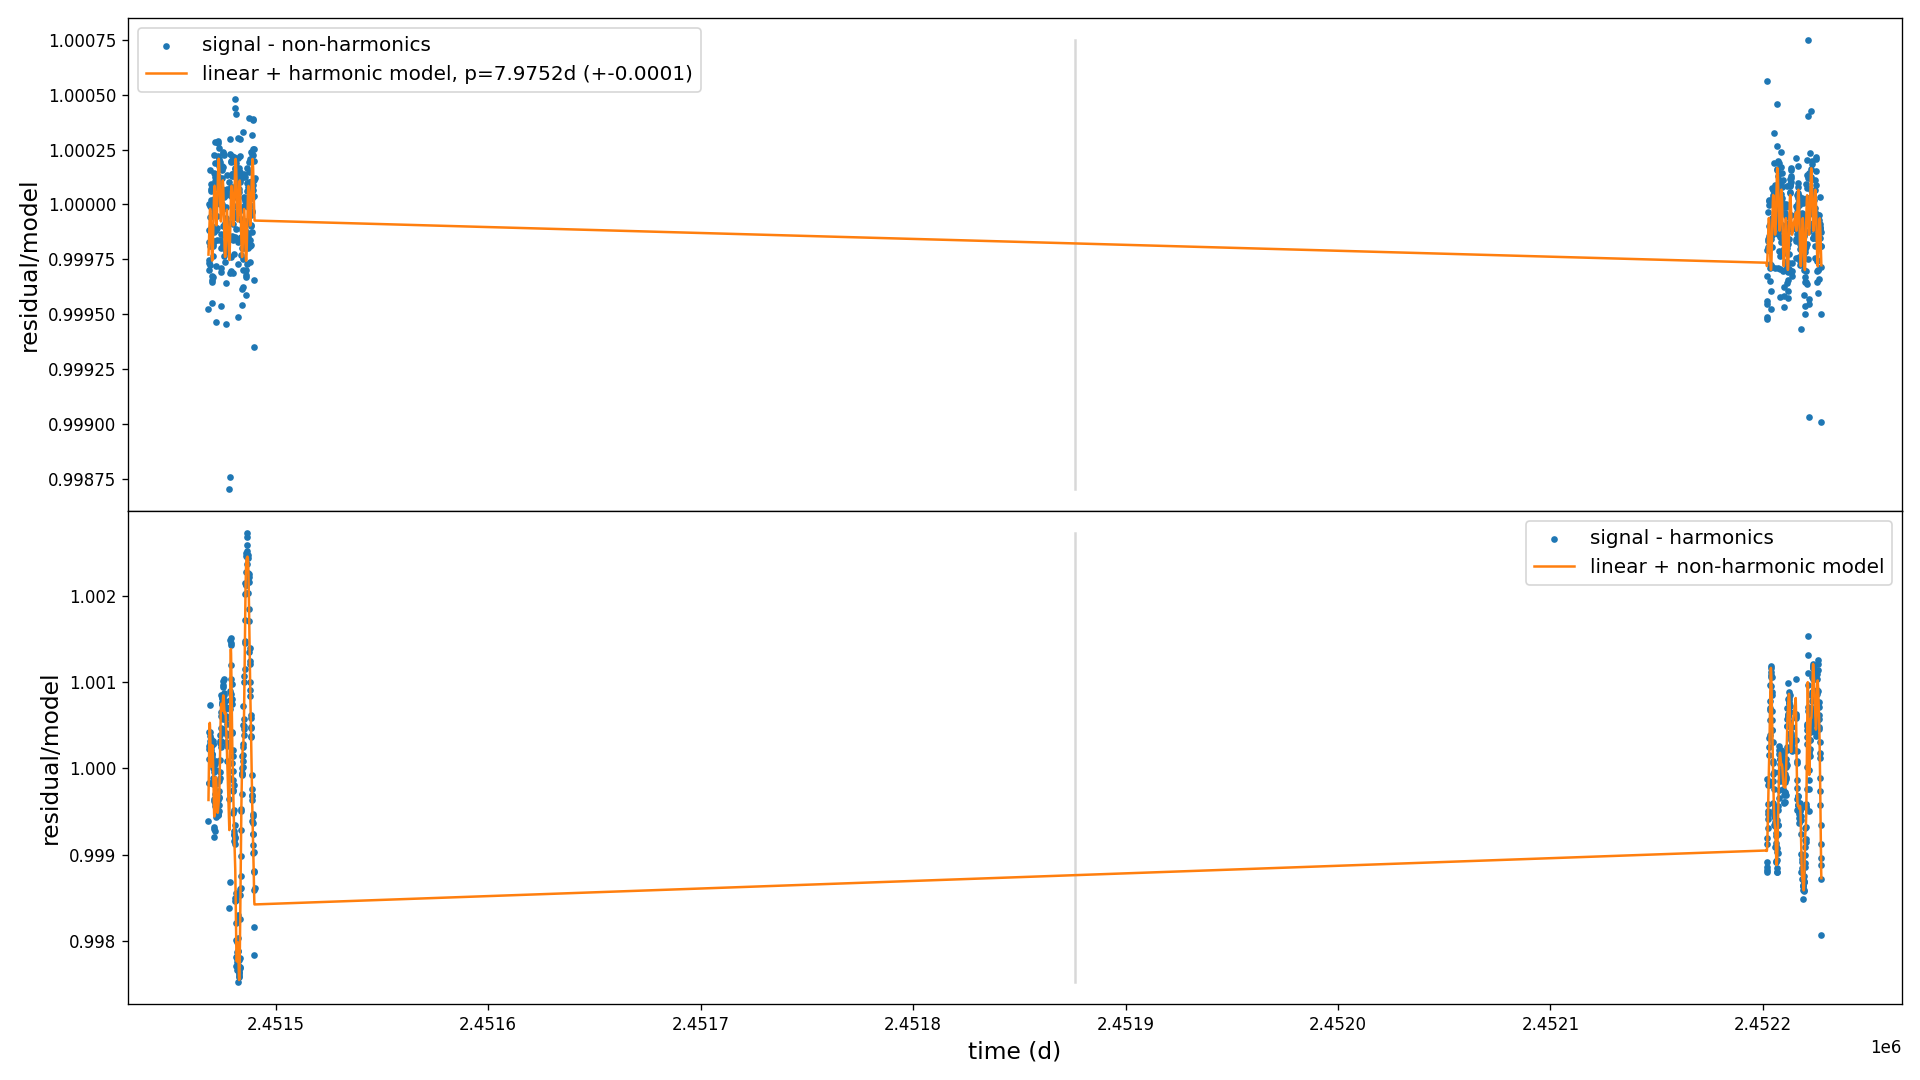 signal - non-harmonics
linear + harmonic model, p=7.9752d (+-0.0001)
1.00075
1.00050
1.00025
1.00000
0.99975
0.99950
0.99925
0.99900
0.99875
residual/model
signal - harmonics
linear + non-harmonic model
1.002
1.001
1.000
0.999
0.998
residual/model
2.4515 2.4516 2.4517 2.4518 2.4519 2.4520 2.4521 2.4522
1e6
time (d)